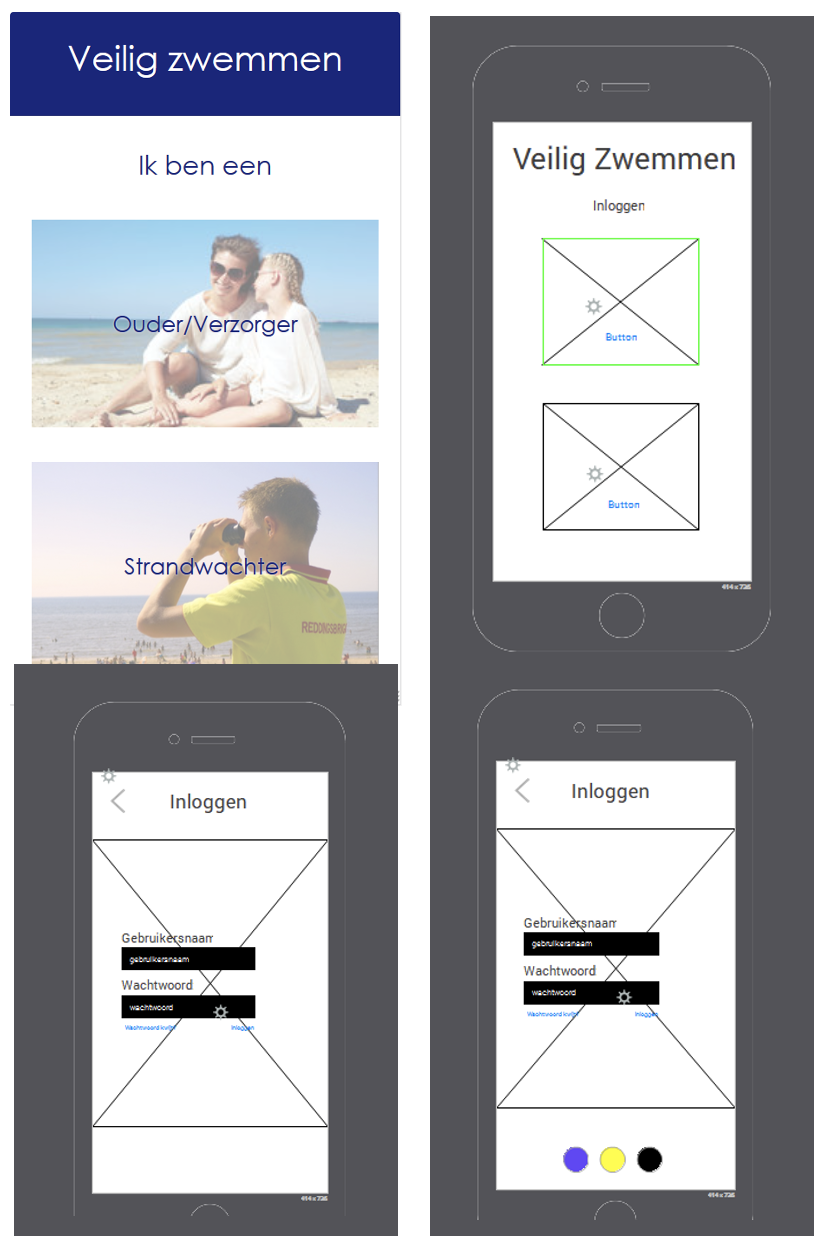 Veilig zwemmen
Ik ben een
Ouder/Verzorger
Strandwachter
REDDINGSBRIGA
Veilig Zwemmen
Inloggen
Button
Button
414 x 736
Inloggen
Gebruikersnaam
gebruikersnaam
Wachtwoord
wachtwoord
Wachtwoord kwijt?
Inloggen
414 x 736
Inloggen
Gebruikersnaam
gebruikersnaam
Wachtwoord
wachtwoord
Wachtwoord kwijt?
Inloggen
414 x 736